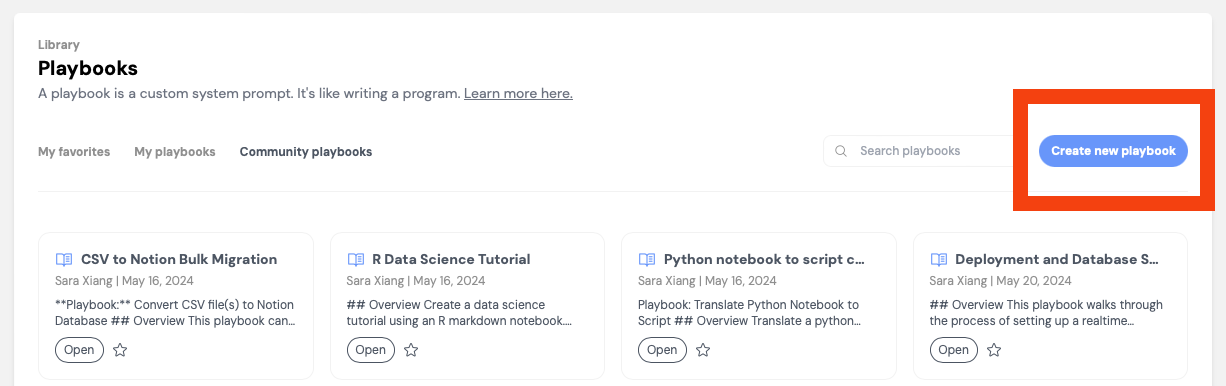 Library
Playbooks
A playbook is a custom system prompt. It's like writing a program. Learn more here.
My favorites My playbooks Community playbooks Search playbooks Create new playbook
CSV to Notion Bulk Migration
Sara Xiang | May 16, 2024
**Playbook:** Convert CSV file(s) to Notion
Database ## Overview This playbook can...
Open
R Data Science Tutorial
Sara Xiang | May 16, 2024
## Overview Create a data science
tutorial using an R markdown notebook....
Open
Python notebook to script c...
Sara Xiang | May 16, 2024
Playbook: Translate Python Notebook to
Script ## Overview Translate a python...
Open
Deployment and Database S...
Sara Xiang | May 20, 2024
## Overview This playbook walks through
the process of setting up a realtime...
Open